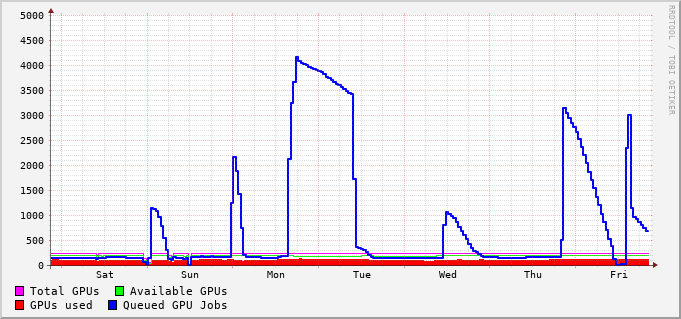 5000
4500
4000
3500
3000
2500
2000
1500
1000
500
0
Sat Sun Mon Tue Wed Thu Fri
Total GPUs Available GPUs
GPUs used Queued GPU Jobs
RRDTOOL / TOBI OETIKER